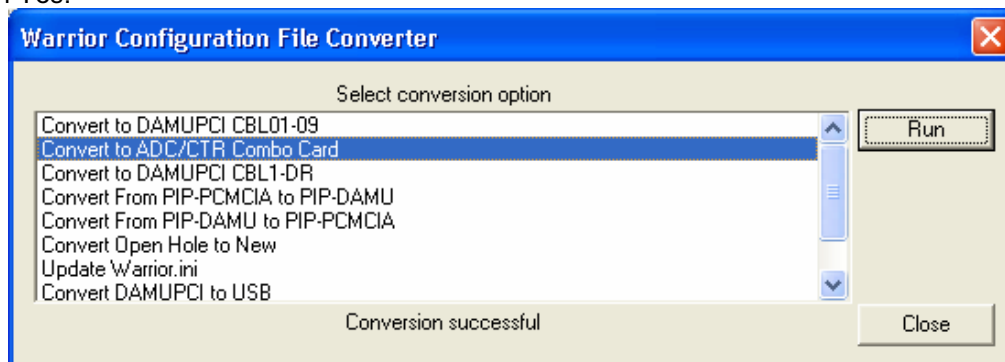 Warrior Configuration File Converter
Select conversion option
Convert to DAMUPCI CBL01-09
Run
Convert to ADC/CTR Combo Card
Convert to DAMUPCI CBL1-DR
Convert From PIP-PCMCIA to PIP-DAMU
Convert From PIP-DAMU to PIP-PCMCIA
Convert Open Hole to New
Update Warrior.ini
Convert DAMUPCI to USB
Conversion successful
Close